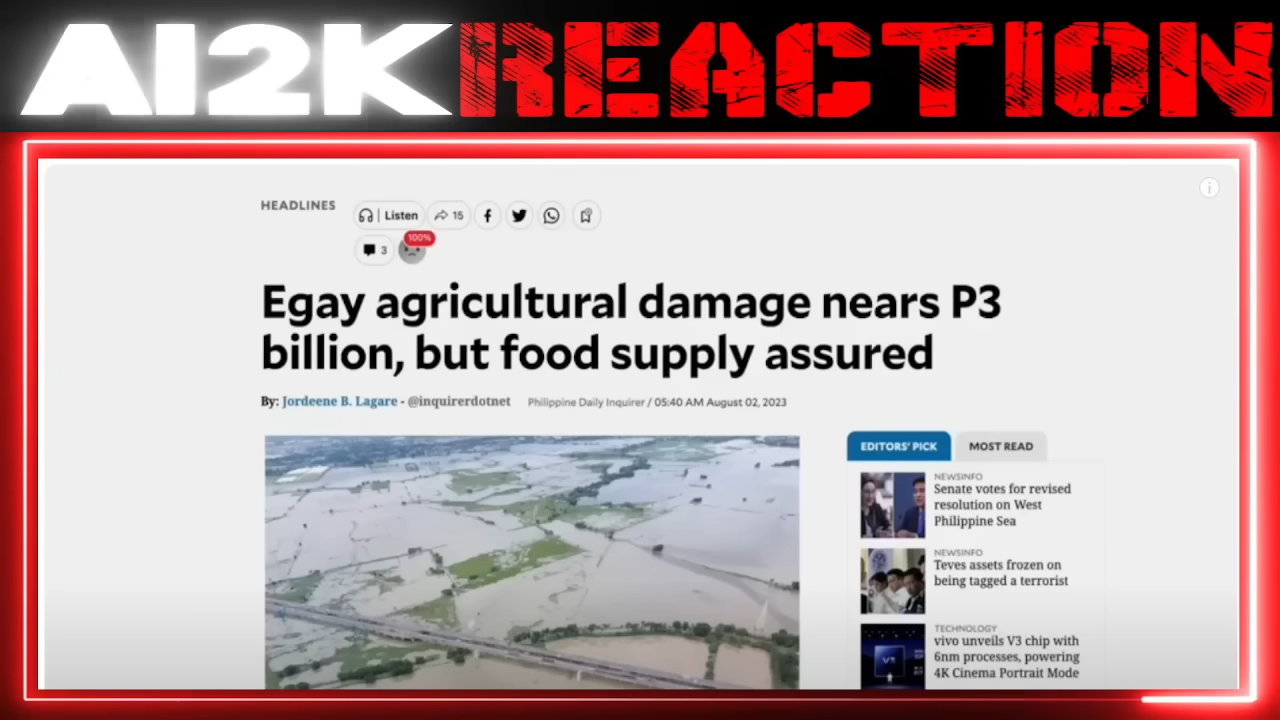 AI2KREACTION
HEADLINES
Listen
15
3
100%
Egay agricultural damage nears P3
billion, but food supply assured
By: Jordeene B. Lagare - @inquirerdotnet Philippine Daily Inquirer / 05:40 AM August 02, 2023
EDITORS' PICK
MOST READ
NEWSINFO
Senate votes for revised
resolution on West
Philippine Sea
NEWSINFO
Teves assets frozen on
being tagged a terrorist
TECHNOLOGY
vivo unveils V3 chip with
6nm processes, powering
4K Cinema Portrait Mode
V3